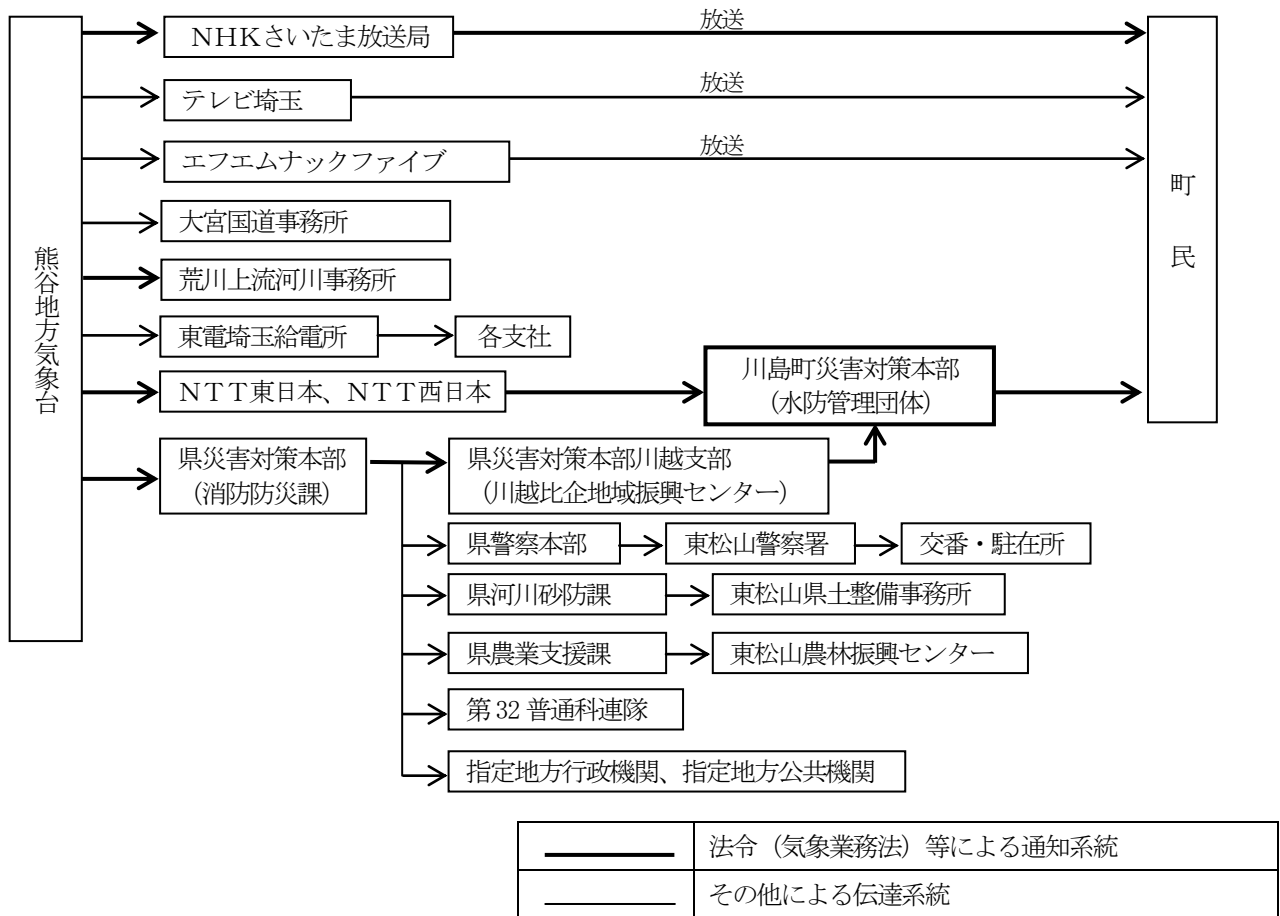 熊谷地方気象台
ＮＨＫさいたま放送局
放送
テレビ埼玉
放送
エフエムナックファイブ
放送
町民
大宮国道事務所
荒川上流河川事務所
東電埼玉給電所
各支社
ＮＴＴ東日本、ＮＴＴ西日本
川島町災害対策本部
（水防管理団体）
県災害対策本部
（消防防災課）
県災害対策本部川越支部
（川越比企地域振興センター）
県警察本部
東松山警察署
交番・駐在所
県河川砂防課
東松山県土整備事務所
県農業支援課
東松山農林振興センター
第32普通科連隊
指定地方行政機関、指定地方公共機関
法令（気象業務法）等による通知系統
その他による伝達系統